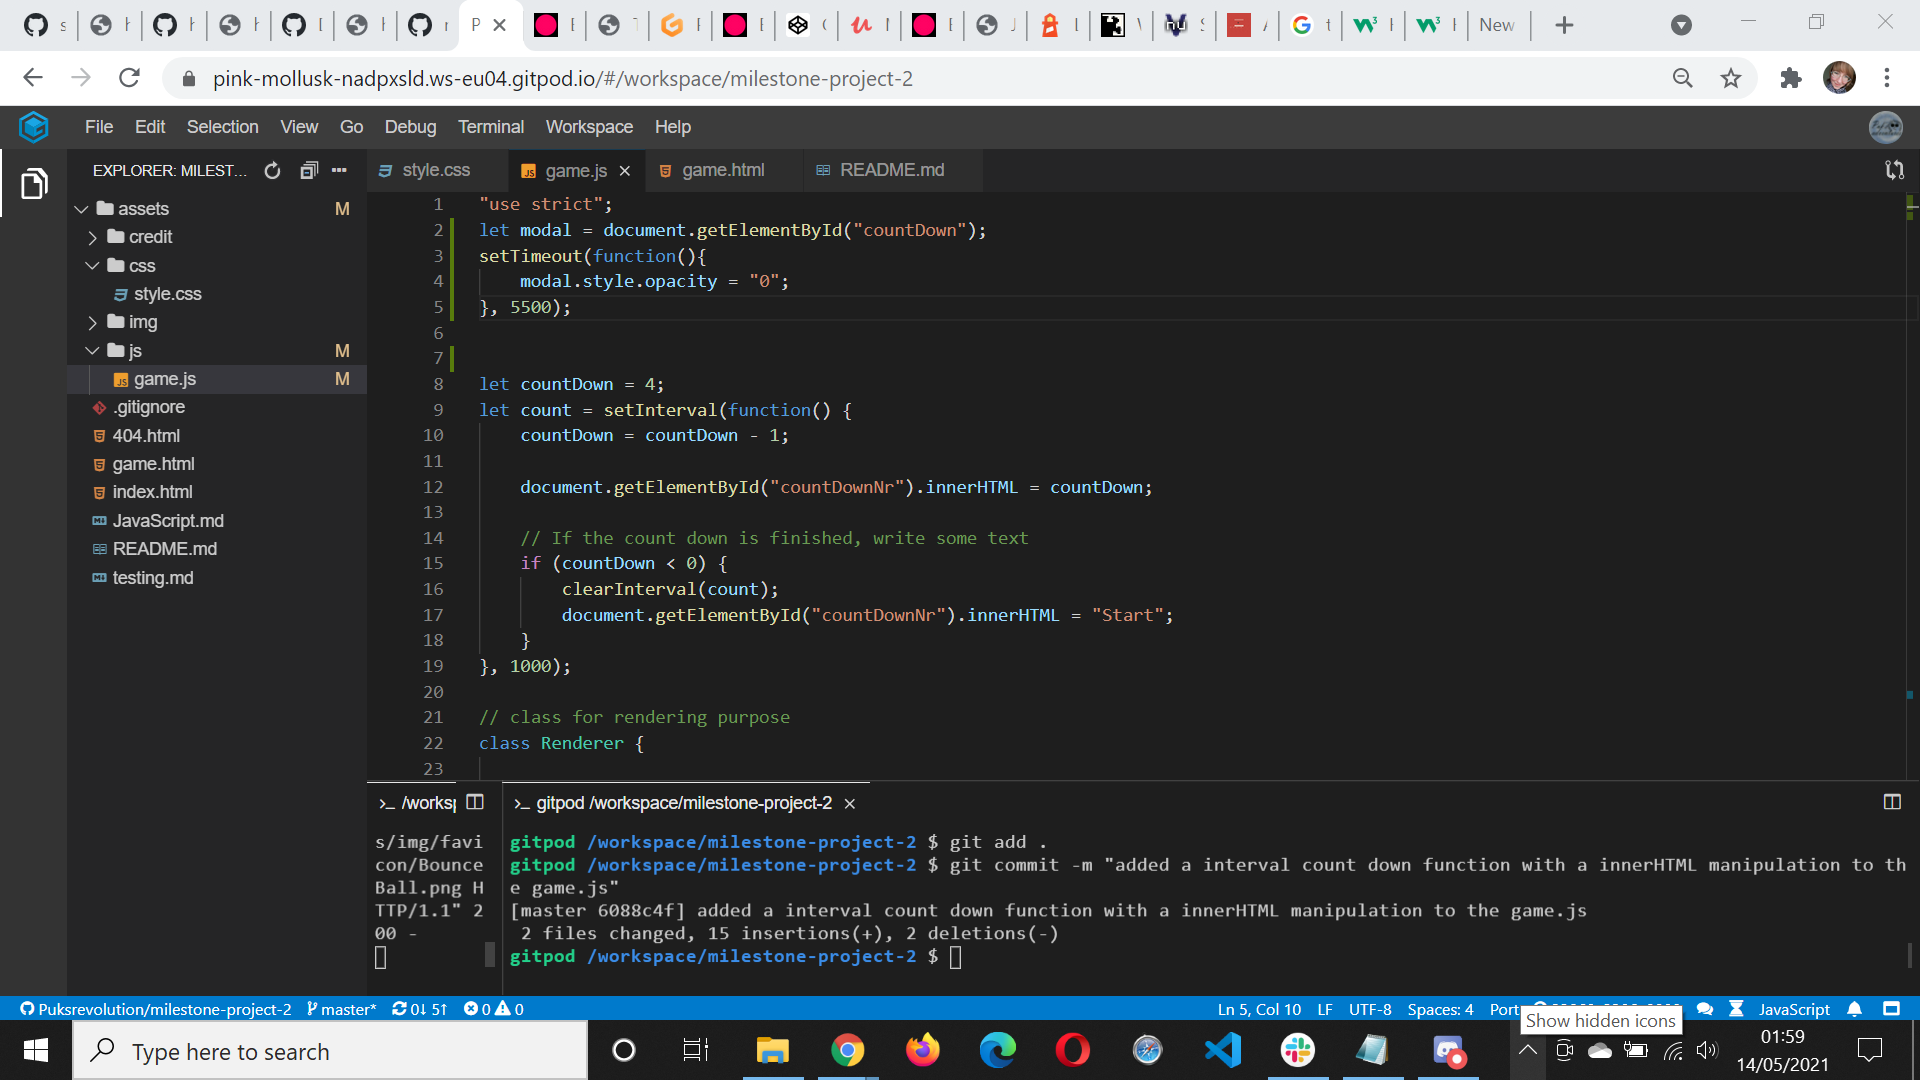 New
pink-mollusk-nadpxsld.ws-eu04.gitpod.io/#/workspace/milestone-project-2
File Edit Selection View Go Debug Terminal Workspace Help
EXPLORER: MILEST...
style.css game.js game.html README.md
assets M
credit
css
style.css
img
js M
game.js M
.gitignore
404.html
game.html
index.html
JavaScript.md
README.md
testing.md
1 "use strict";
2 let modal = document.getElementById("countDown");
3 setTimeout(function(){
4 modal.style.opacity = "0";
5 }, 5500);
6
7
8 let countDown = 4;
9 let count = setInterval(function() {
10 countDown = countDown - 1;
11
12 document.getElementById("countDownNr").innerHTML = countDown;
13
14 // If the count down is finished, write some text
15 if (countDown < 0) {
16 clearInterval(count);
17 document.getElementById("countDownNr").innerHTML = "Start";
18 }
19 }, 1000);
20
21 // class for rendering purpose
22 class Renderer {
23
>_ /worksp
s/img/favi
con/Bounce
Ball.png H
TTP/1.1" 2
00 -
>_ gitpod /workspace/milestone-project-2
gitpod /workspace/milestone-project-2 $ git add .
gitpod /workspace/milestone-project-2 $ git commit -m "added a interval count down function with a innerHTML manipulation to th
e game.js"
[master 6088c4f] added a interval count down function with a innerHTML manipulation to the game.js
2 files changed, 15 insertions(+), 2 deletions(-)
gitpod /workspace/milestone-project-2 $
Puksrevolution/milestone-project-2 master* 0↓ 5↑ 0 0 Ln 5, Col 10 LF UTF-8 Spaces: 4 Port JavaScript
Show hidden icons
Type here to search
01:59
14/05/2021